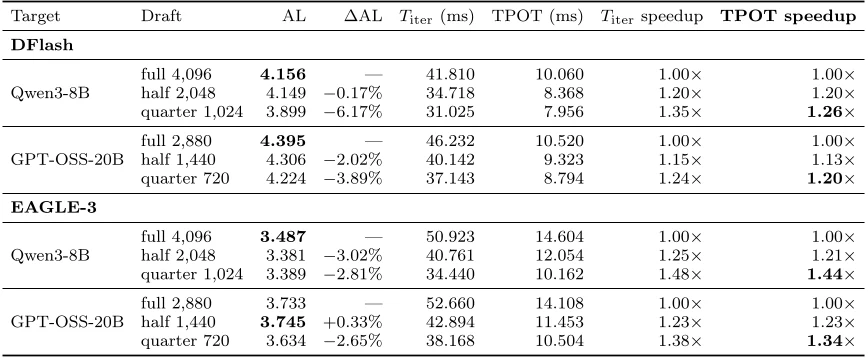 Target Draft AL ΔAL T_iter (ms) TPOT (ms) T_iter speedup TPOT speedup
DFlash
full 4,096 4.156 — 41.810 10.060 1.00× 1.00×
Qwen3-8B half 2,048 4.149 −0.17% 34.718 8.368 1.20× 1.20×
quarter 1,024 3.899 −6.17% 31.025 7.956 1.35× 1.26×
full 2,880 4.395 — 46.232 10.520 1.00× 1.00×
GPT-OSS-20B half 1,440 4.306 −2.02% 40.142 9.323 1.15× 1.13×
quarter 720 4.224 −3.89% 37.143 8.794 1.24× 1.20×
EAGLE-3
full 4,096 3.487 — 50.923 14.604 1.00× 1.00×
Qwen3-8B half 2,048 3.381 −3.02% 40.761 12.054 1.25× 1.21×
quarter 1,024 3.389 −2.81% 34.440 10.162 1.48× 1.44×
full 2,880 3.733 — 52.660 14.108 1.00× 1.00×
GPT-OSS-20B half 1,440 3.745 +0.33% 42.894 11.453 1.23× 1.23×
quarter 720 3.634 −2.65% 38.168 10.504 1.38× 1.34×